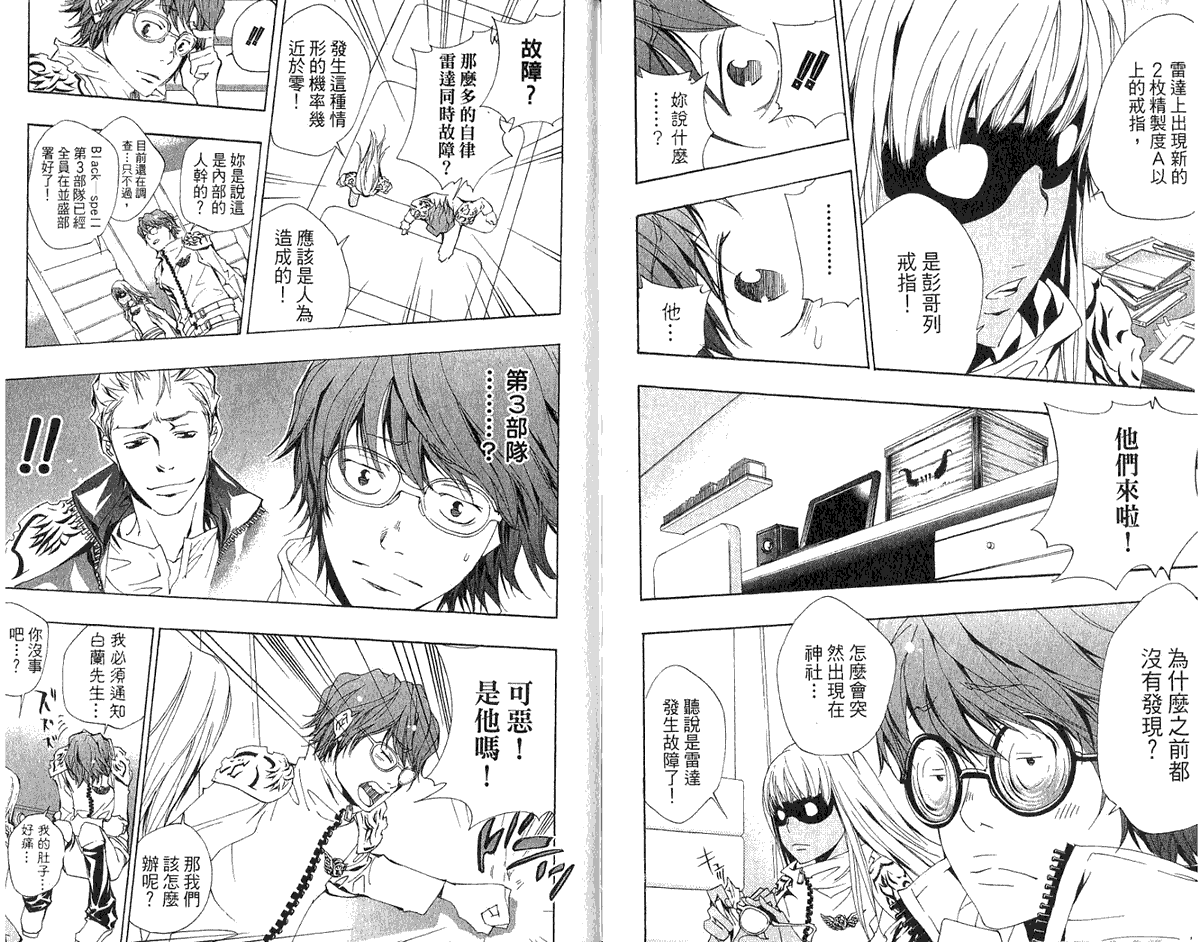 雷達上出現新的
2枚精製度A以
上的戒指，
是彭哥列
戒指！
!!
妳說什麼
……？
………
他…
他們來啦！
為什麼之前都
沒有發現？
怎麼會突
然出現在
神社…
聽說是雷達
發生故障了！
故障？
那麼多的自律
雷達同時故障？
發生這種情
形的機率幾
近於零！
!!
應該是人為
造成的！
妳是說這
是內部的
人幹的？
目前還在調
查…只不過，
Black—spell
第3部隊已經
全員在並盛部
署好了！
第3部隊
………？
!!
可惡！
是他嗎！
那我們
該怎麼
辦呢？
我必須通知
白蘭先生…
你沒事
吧…？
我的肚子…
好痛…